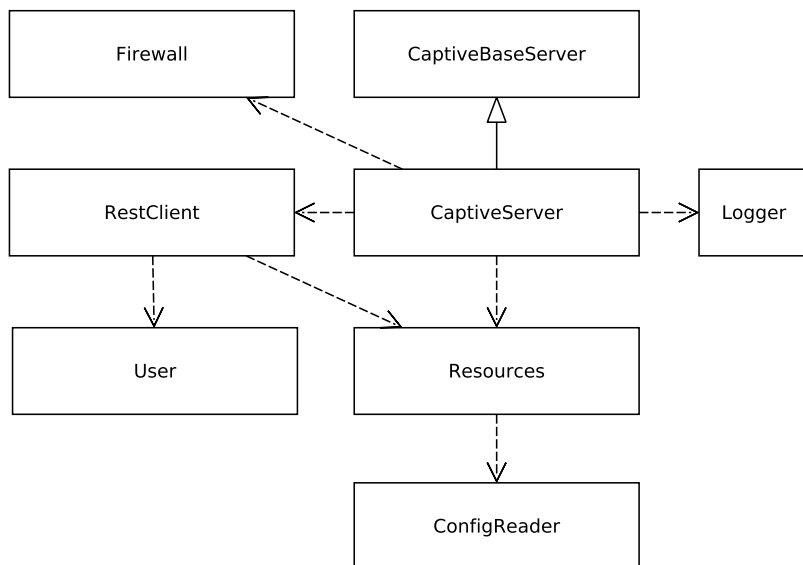 Firewall
CaptiveBaseServer
RestClient
CaptiveServer
Logger
User
Resources
ConfigReader